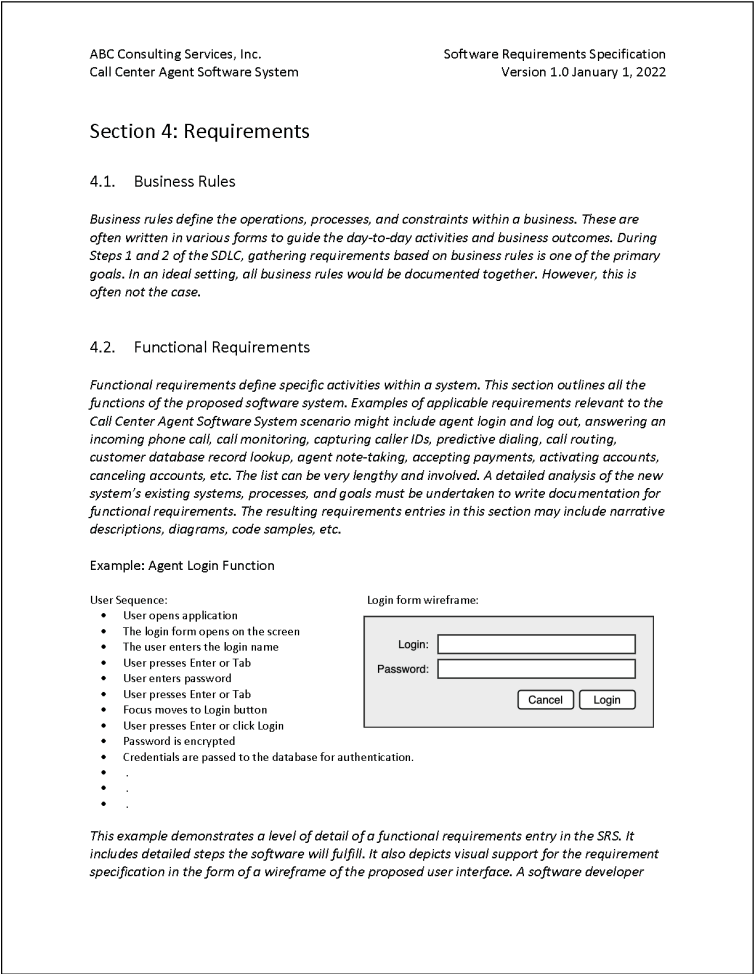 ABC Consulting Services, Inc. Software Requirements Specification
Call Center Agent Software System Version 1.0 January 1, 2022
Section 4: Requirements
4.1. Business Rules
Business rules define the operations, processes, and constraints within a business. These are
often written in various forms to guide the day-to-day activities and business outcomes. During
Steps 1 and 2 of the SDLC, gathering requirements based on business rules is one of the primary
goals. In an ideal setting, all business rules would be documented together. However, this is
often not the case.
4.2. Functional Requirements
Functional requirements define specific activities within a system. This section outlines all the
functions of the proposed software system. Examples of applicable requirements relevant to the
Call Center Agent Software System scenario might include agent login and log out, answering an
incoming phone call, call monitoring, capturing caller IDs, predictive dialing, call routing,
customer database record lookup, agent note-taking, accepting payments, activating accounts,
canceling accounts, etc. The list can be very lengthy and involved. A detailed analysis of the new
system's existing systems, processes, and goals must be undertaken to write documentation for
functional requirements. The resulting requirements entries in this section may include narrative
descriptions, diagrams, code samples, etc.
Example: Agent Login Function
User Sequence:
• User opens application
• The login form opens on the screen
• The user enters the login name
• User presses Enter or Tab
• User enters password
• User presses Enter or Tab
• Focus moves to Login button
• User presses Enter or click Login
• Password is encrypted
• Credentials are passed to the database for authentication.
• .
• .
• .
Login form wireframe:
Login:
Password:
Cancel Login
This example demonstrates a level of detail of a functional requirements entry in the SRS. It
includes detailed steps the software will fulfill. It also depicts visual support for the requirement
specification in the form of a wireframe of the proposed user interface. A software developer